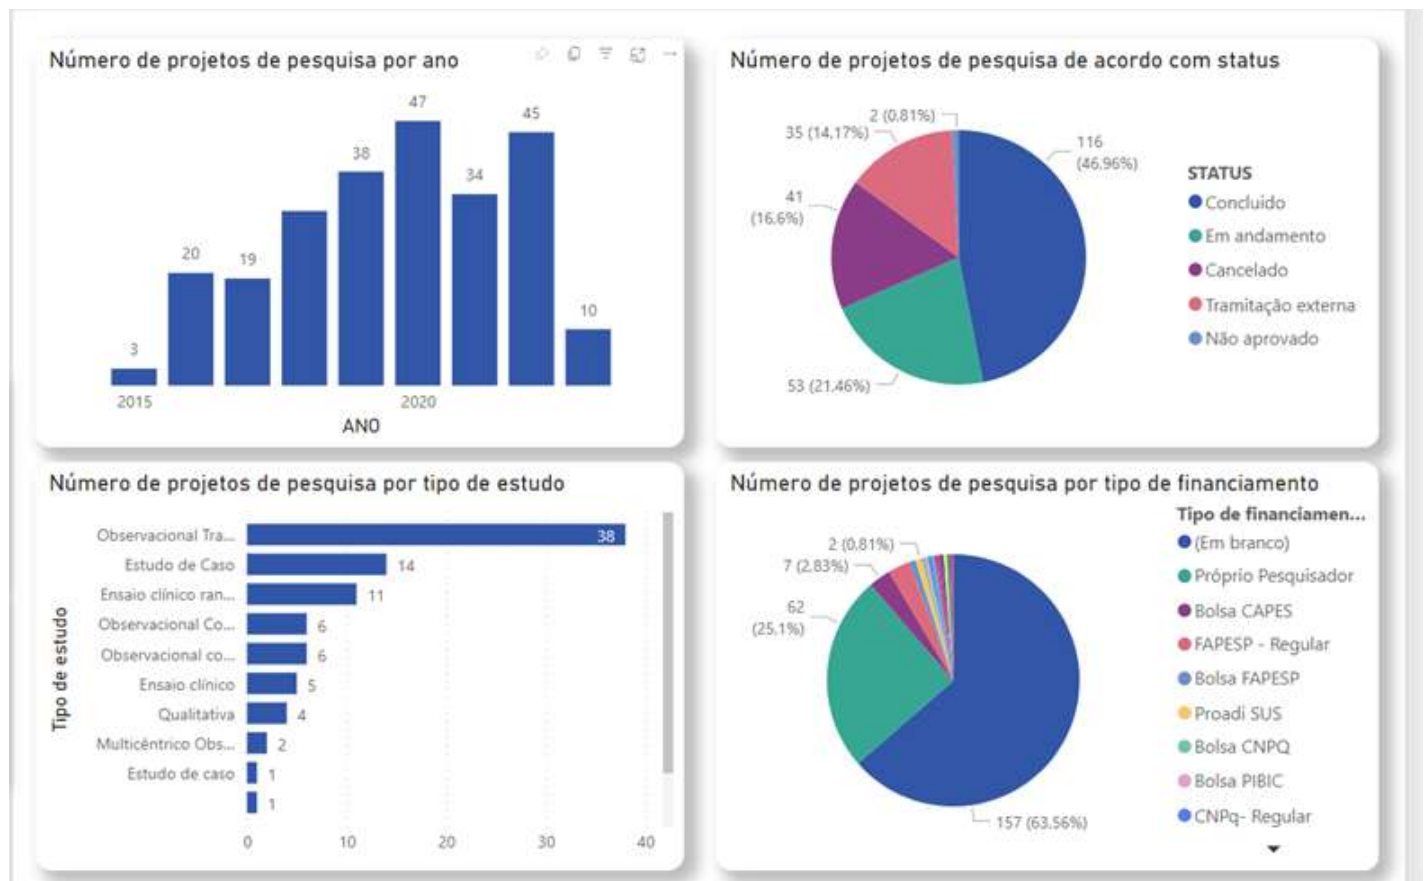 Número de projetos de pesquisa por ano
47
45
38
34
20
19
10
3
2015
2020
ANO
Número de projetos de pesquisa de acordo com status
2 (0.81%)
35 (14.17%)
116
(46.96%)
41
(16.6%)
53 (21.46%)
STATUS
Concluido
Em andamento
Cancelado
Tramitação externa
Não aprovado
Número de projetos de pesquisa por tipo de estudo
Tipo de estudo
Observacional Tra... 38
Estudo de Caso 14
Ensaio clínico ran... 11
Observacional Co... 6
Observacional co... 6
Ensaio clínico 5
Qualitativa 4
Multicêntrico Obs... 2
Estudo de caso 1
1
0 10 20 30 40
Número de projetos de pesquisa por tipo de financiamento
2 (0.81%)
7 (2.83%)
62
(25.1%)
157 (63.56%)
Tipo de financiamen...
(Em branco)
Próprio Pesquisador
Bolsa CAPES
FAPESP - Regular
Bolsa FAPESP
Proadi SUS
Bolsa CNPQ
Bolsa PIBIC
CNPq- Regular